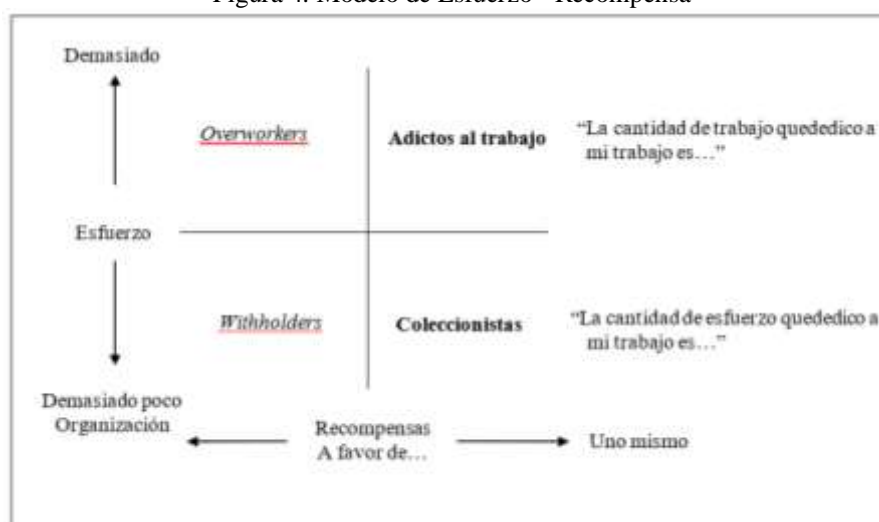 Figura 4. Modelo de Esfuerzo - Recompensa
Demasiado
Overworkers
Adictos al trabajo
“La cantidad de trabajo quededico a
mi trabajo es…”
Esfuerzo
Withholders
Coleccionistas
“La cantidad de esfuerzo quededico a
mi trabajo es…”
Demasiado poco
Organización
Recompensas
A favor de…
Uno mismo